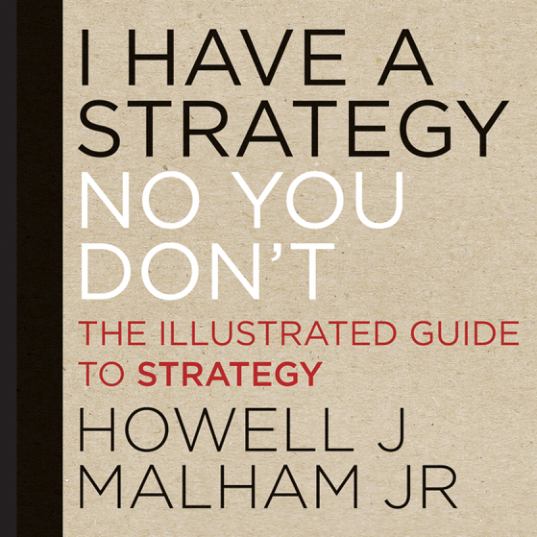 I HAVE A
STRATEGY
NO YOU
DON'T
THE ILLUSTRATED GUIDE
TO STRATEGY
HOWELL J
MALHAM JR